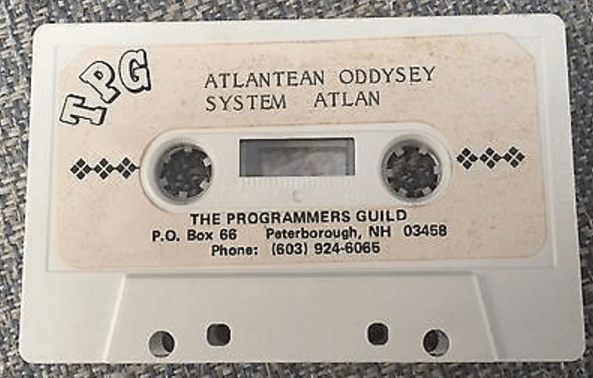 TPG
ATLANTEAN ODDYSEY
SYSTEM ATLAN
THE PROGRAMMERS GUILD
P.O. Box 66 Peterborough, NH 03458
Phone: (603) 924-6065